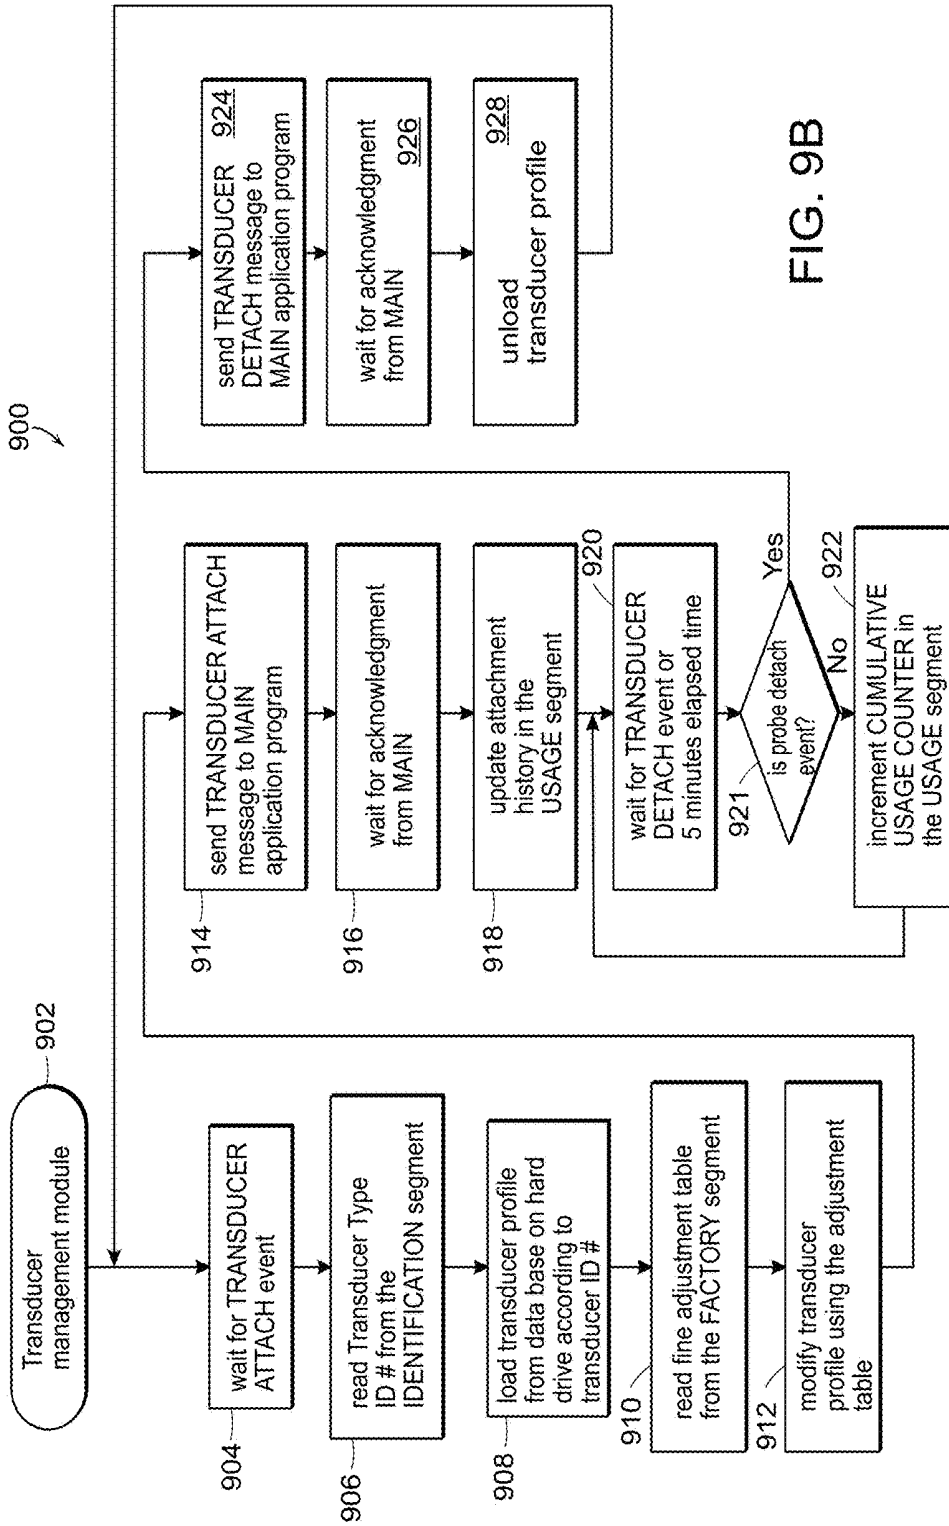 900
Transducer
management module
902
wait for TRANSDUCER
ATTACH event
904
read Transducer Type
ID # from the
IDENTIFICATION segment
906
load transducer profile
from data base on hard
drive according to
transducer ID #
908
read fine adjustment table
from the FACTORY segment
910
modify transducer
profile using the adjustment
table
912
send TRANSDUCER ATTACH
message to MAIN
application program
914
wait for acknowledgment
from MAIN
916
update attachment
history in the
USAGE segment
918
920
wait for TRANSDUCER
DETACH event or
5 minutes elapsed time
921
is probe detach
event?
Yes
No
922
increment CUMULATIVE
USAGE COUNTER in
the USAGE segment
send TRANSDUCER 924
DETACH message to
MAIN application program
wait for acknowledgment
from MAIN 926
928
unload
transducer profile
FIG. 9B